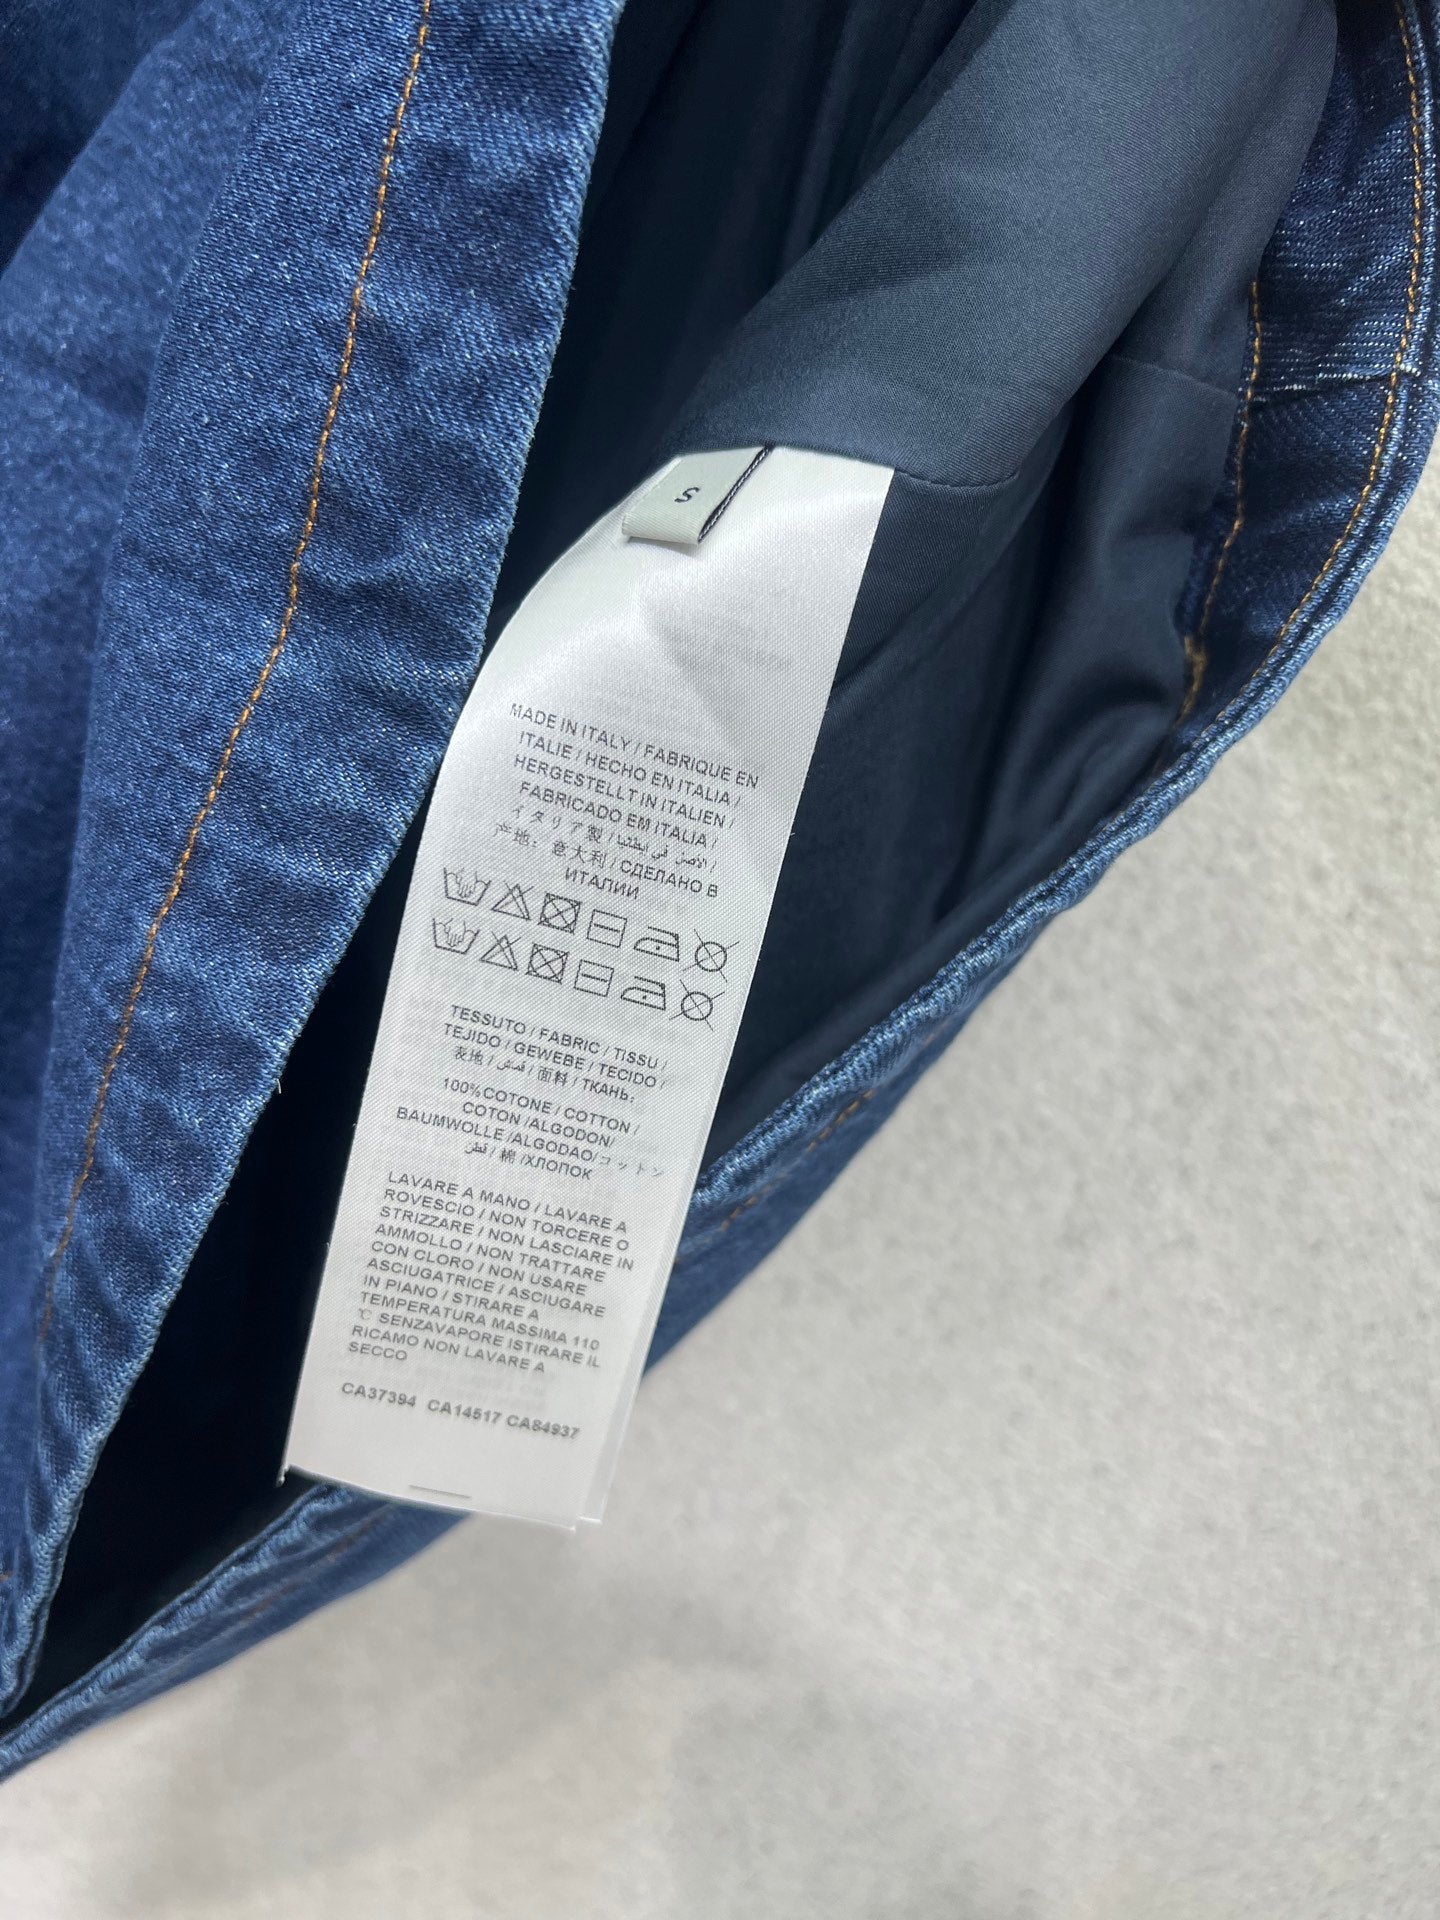 S
MADE IN ITALY / FABRIQUE EN
ITALIE / HECHO EN ITALIA /
HERGESTELLT IN ITALIEN /
FABRICADO EM ITALIA /
イタリア製 / الأصل في إيطاليا /
产地：意大利 / СДЕЛАНО В
ИТАЛИИ
TESSUTO / FABRIC / TISSU /
TEJIDO / GEWEBE / TECIDO /
表地 / قماش / 面料 / ТКАНЬ:
100% COTONE / COTTON /
COTON /ALGODON/
BAUMWOLLE /ALGODAO/コットン
قطن / 棉 /ХЛОПОК
LAVARE A MANO / LAVARE A
ROVESCIO / NON TORCERE O
STRIZZARE / NON LASCIARE IN
AMMOLLO / NON TRATTARE
CON CLORO / NON USARE
ASCIUGATRICE / ASCIUGARE
IN PIANO / STIRARE A
TEMPERATURA MASSIMA 110
℃ SENZAVAPORE ISTIRARE IL
RICAMO NON LAVARE A
SECCO
CA37394 CA14517 CA84937